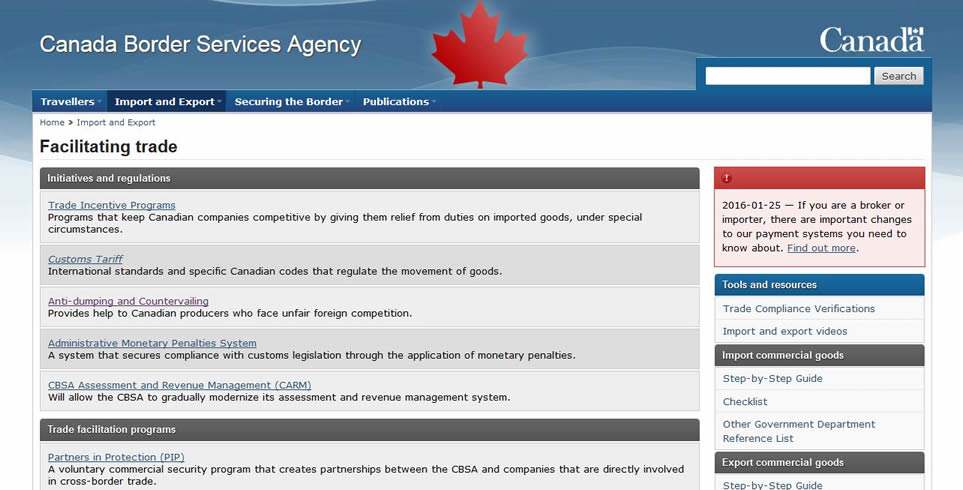 Canada Border Services Agency
Canada
Search
Travellers
Import and Export
Securing the Border
Publications
Home » Import and Export
Facilitating trade
Initiatives and regulations
Trade Incentive Programs
Programs that keep Canadian companies competitive by giving them relief from duties on imported goods, under special
circumstances.
Customs Tariff
International standards and specific Canadian codes that regulate the movement of goods.
Anti-dumping and Countervailing
Provides help to Canadian producers who face unfair foreign competition.
Administrative Monetary Penalties System
A system that secures compliance with customs legislation through the application of monetary penalties.
CBSA Assessment and Revenue Management (CARM)
Will allow the CBSA to gradually modernize its assessment and revenue management system.
Trade facilitation programs
Partners in Protection (PIP)
A voluntary commercial security program that creates partnerships between the CBSA and companies that are directly involved
in cross-border trade.
!
2016-01-25 — If you are a broker or
importer, there are important changes
to our payment systems you need to
know about. Find out more.
Tools and resources
Trade Compliance Verifications
Import and export videos
Import commercial goods
Step-by-Step Guide
Checklist
Other Government Department
Reference List
Export commercial goods
Step-by-Step Guide